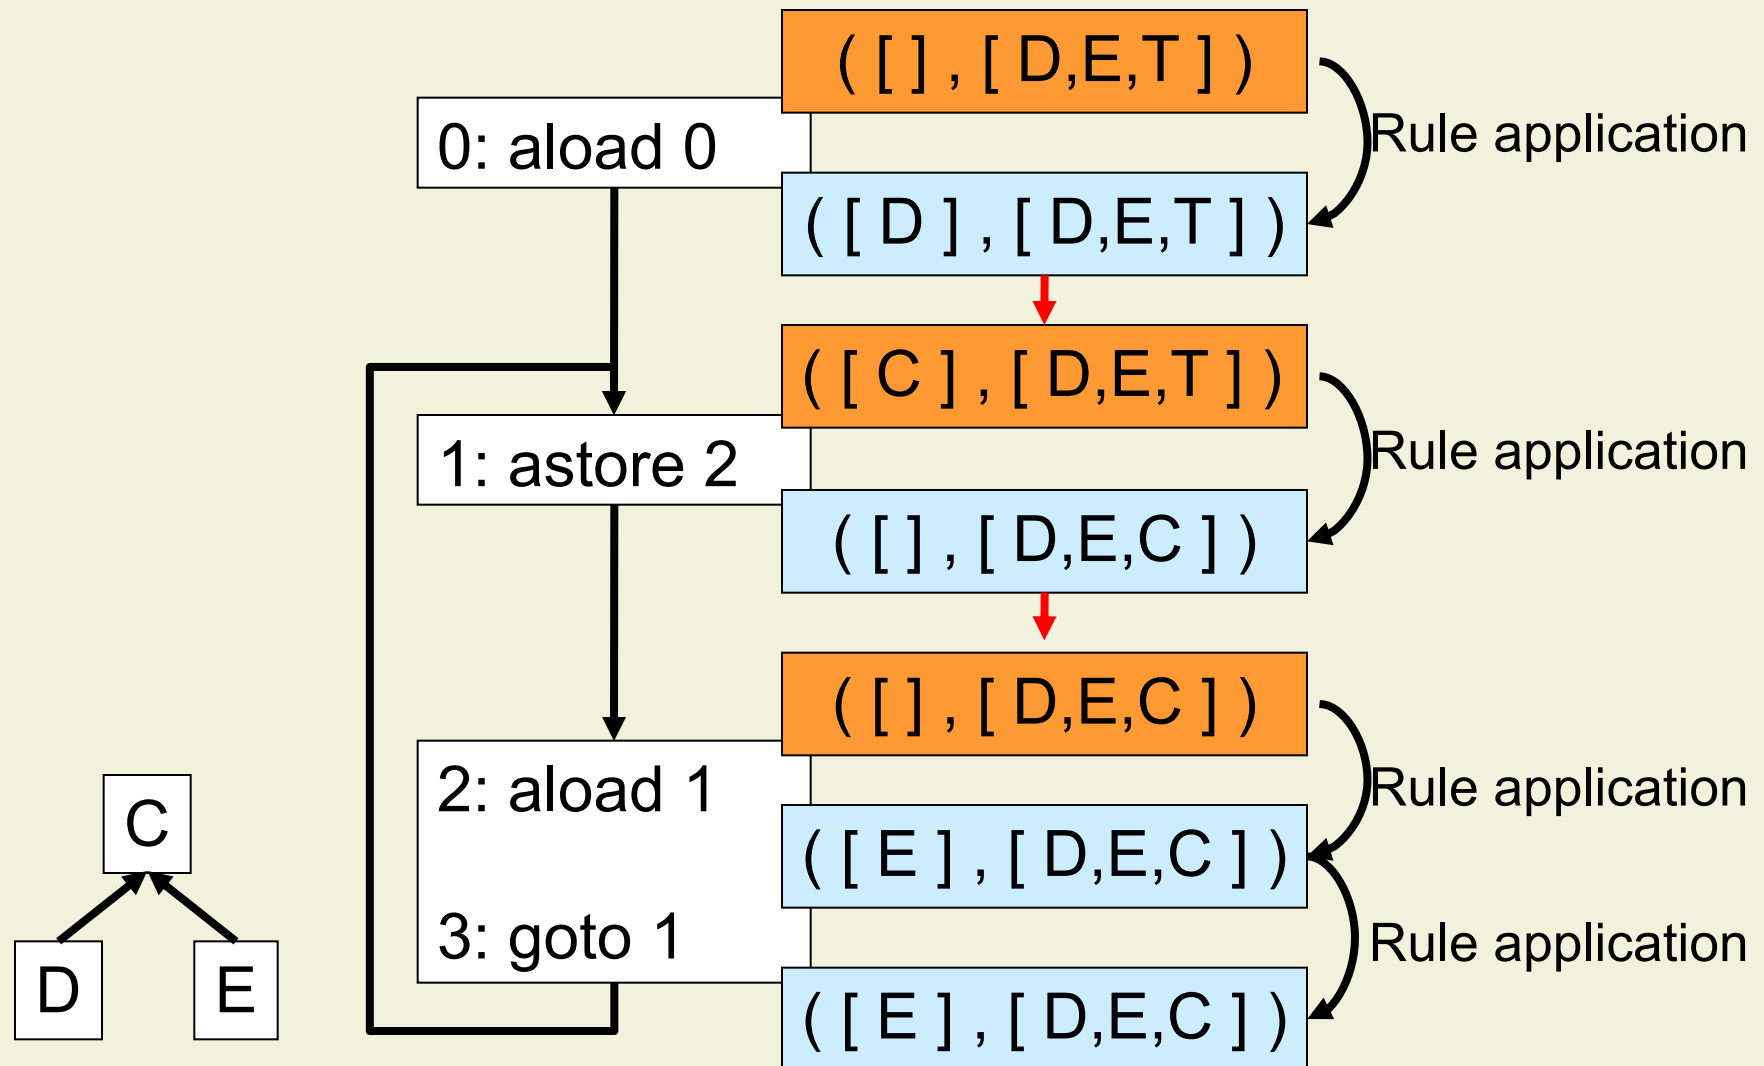 ( [ ] , [ D,E,T ] )
Rule application
0: aload 0
( [ D ] , [ D,E,T ] )
( [ C ] , [ D,E,T ] )
Rule application
1: astore 2
( [ ] , [ D,E,C ] )
( [ ] , [ D,E,C ] )
Rule application
2: aload 1
( [ E ] , [ D,E,C ] )
Rule application
3: goto 1
( [ E ] , [ D,E,C ] )
C
D E